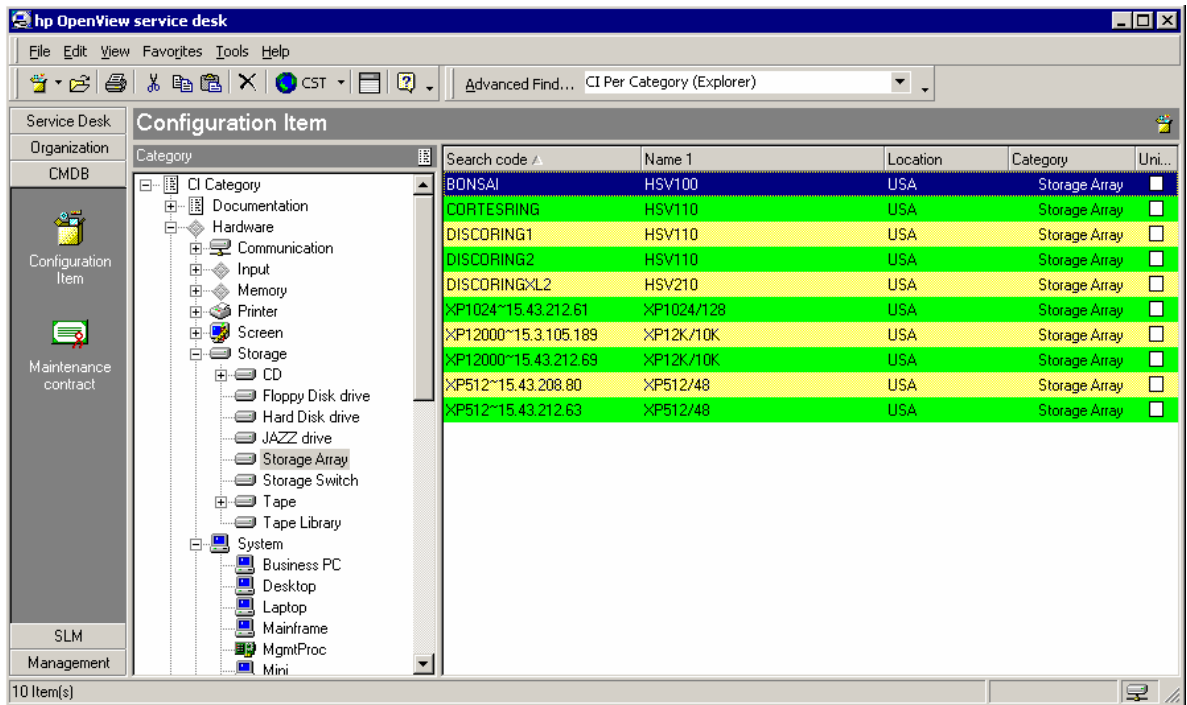 hp OpenView service desk
File Edit View Favorites Tools Help
CST Advanced Find... CI Per Category (Explorer)
Service Desk
Organization
CMDB
Configuration Item
Maintenance contract
SLM
Management
Configuration Item
Category
CI Category
Documentation
Hardware
Communication
Input
Memory
Printer
Screen
Storage
CD
Floppy Disk drive
Hard Disk drive
JAZZ drive
Storage Array
Storage Switch
Tape
Tape Library
System
Business PC
Desktop
Laptop
Mainframe
MgmtProc
Mini
Search code Name 1 Location Category Uni...
BONSAI HSV100 USA Storage Array
CORTESRING HSV110 USA Storage Array
DISCORING1 HSV110 USA Storage Array
DISCORING2 HSV110 USA Storage Array
DISCORINGXL2 HSV210 USA Storage Array
XP1024~15.43.212.61 XP1024/128 USA Storage Array
XP12000~15.3.105.189 XP12K/10K USA Storage Array
XP12000~15.43.212.69 XP12K/10K USA Storage Array
XP512~15.43.208.80 XP512/48 USA Storage Array
XP512~15.43.212.63 XP512/48 USA Storage Array
10 Item(s)